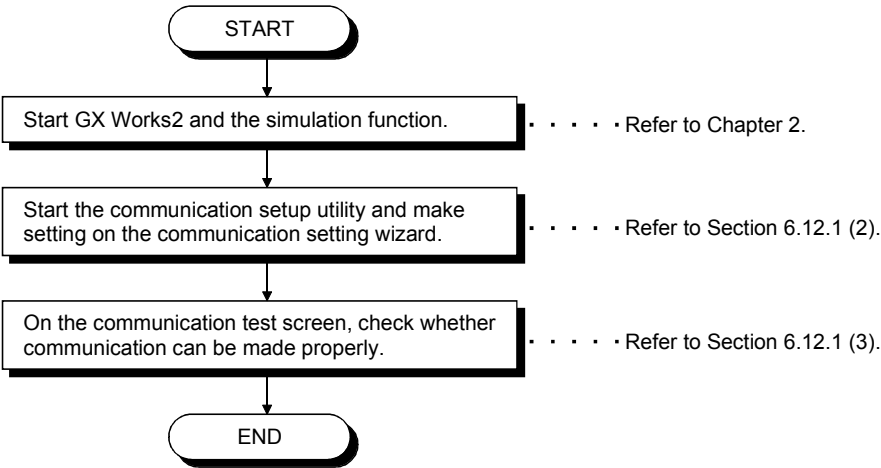 START
Start GX Works2 and the simulation function.
· · · · · Refer to Chapter 2.
Start the communication setup utility and make
setting on the communication setting wizard.
· · · · · Refer to Section 6.12.1 (2).
On the communication test screen, check whether
communication can be made properly.
· · · · · Refer to Section 6.12.1 (3).
END